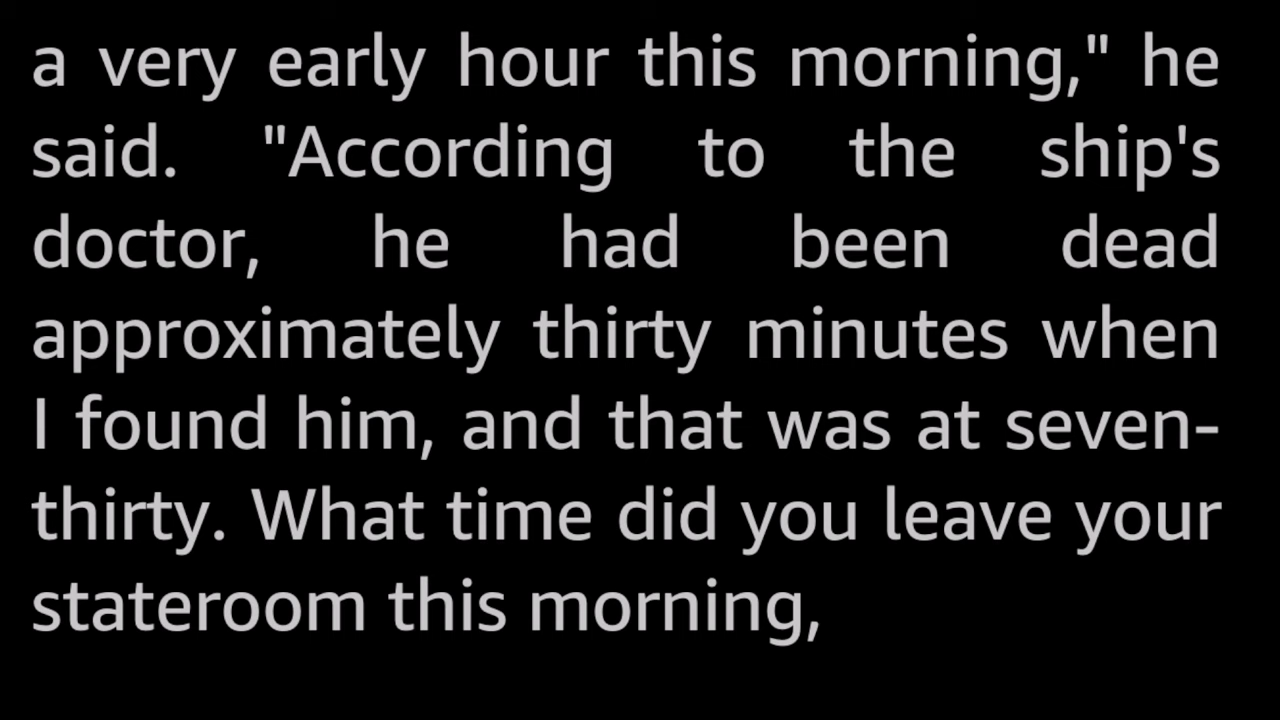 a very early hour this morning," he
said. "According to the ship's
doctor, he had been dead
approximately thirty minutes when
I found him, and that was at seven-
thirty. What time did you leave your
stateroom this morning,